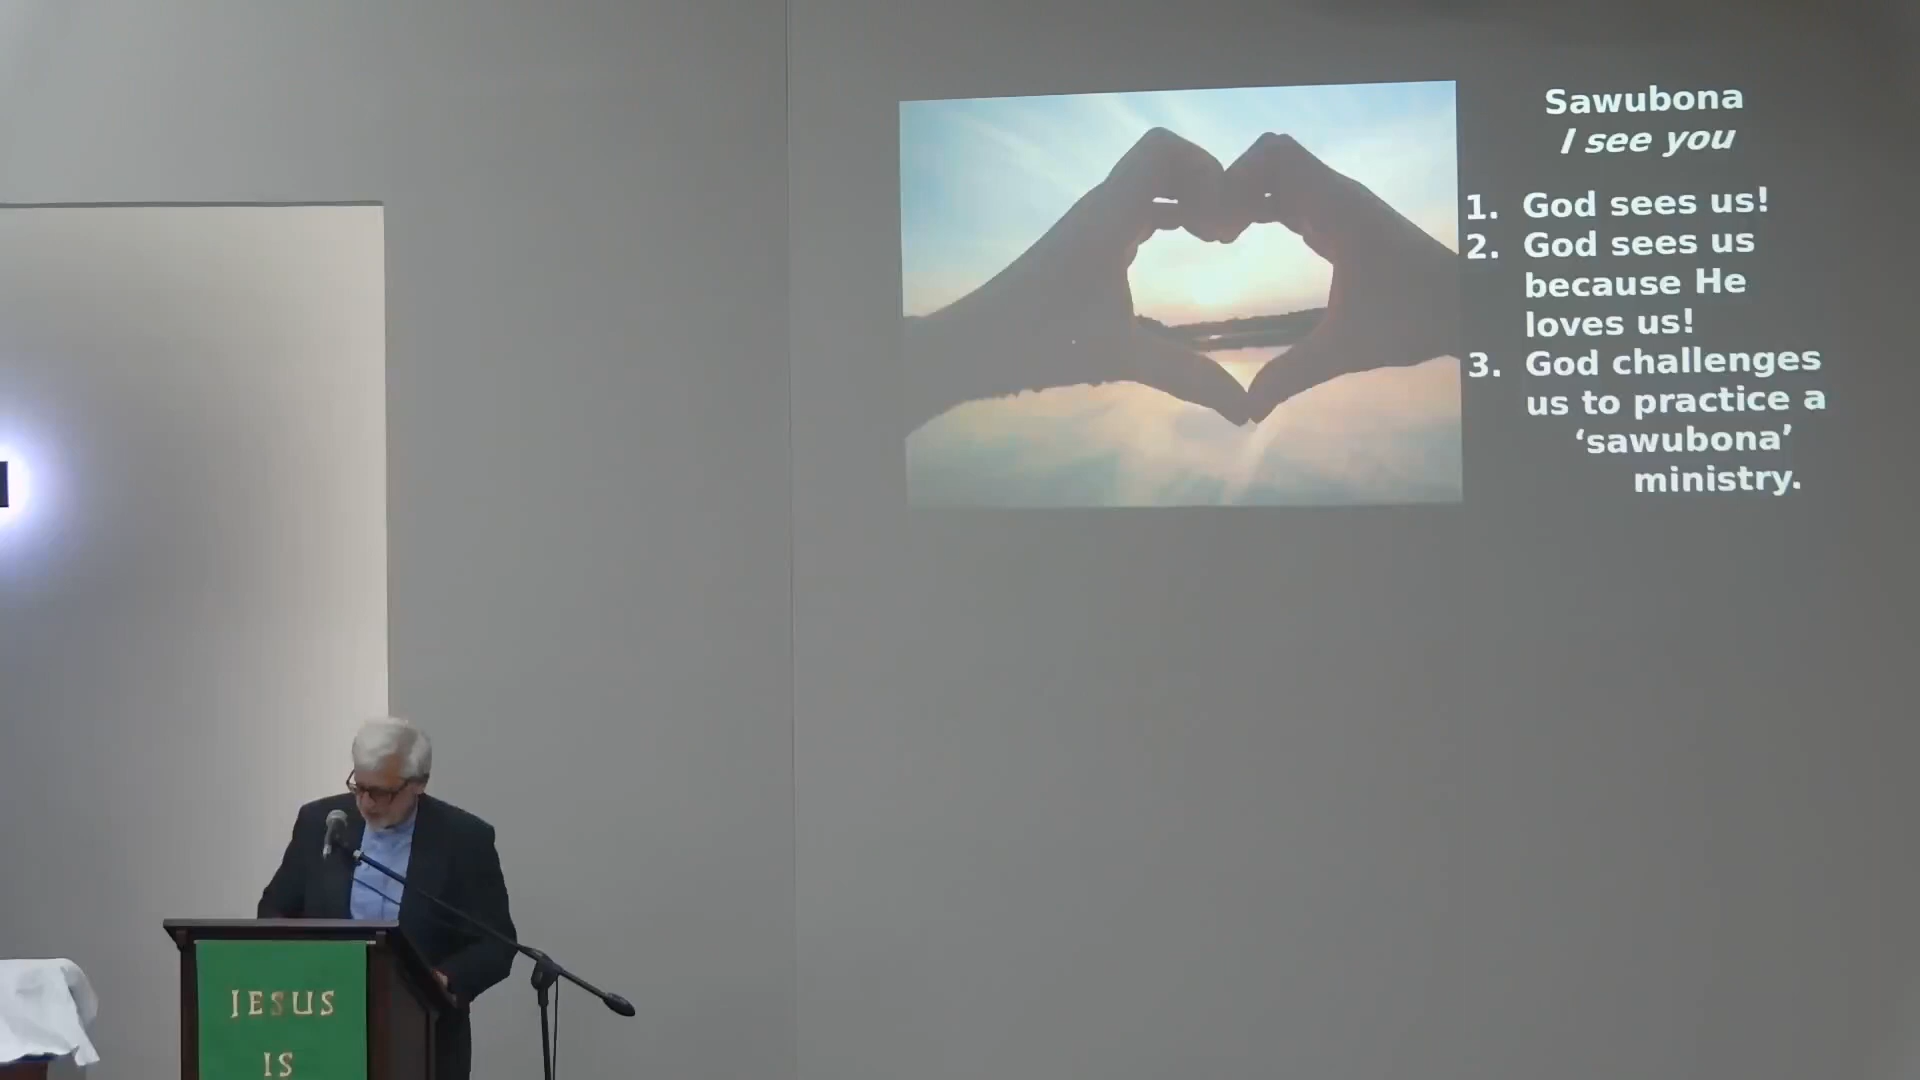 Sawubona
I see you
1. God sees us!
2. God sees us
because He
loves us!
3. God challenges
us to practice a
‘sawubona’
ministry.
JESUS
IS